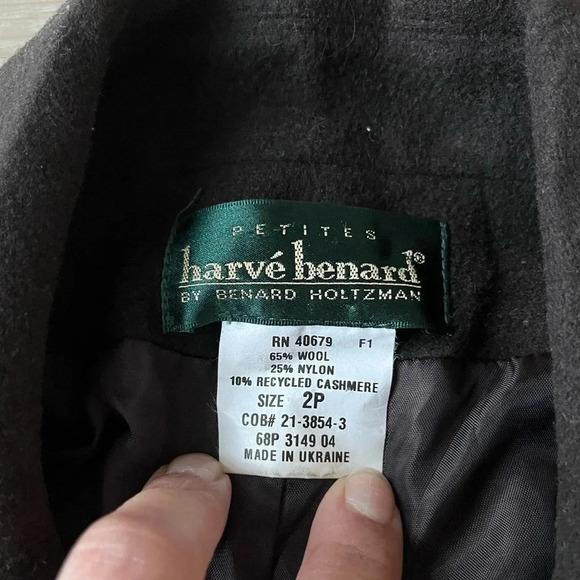 PETITES
harvé benard®
BY BENARD HOLTZMAN
RN 40679 F1
65% WOOL
25% NYLON
10% RECYCLED CASHMERE
SIZE 2P
COB# 21-3854-3
68P 3149 04
MADE IN UKRAINE